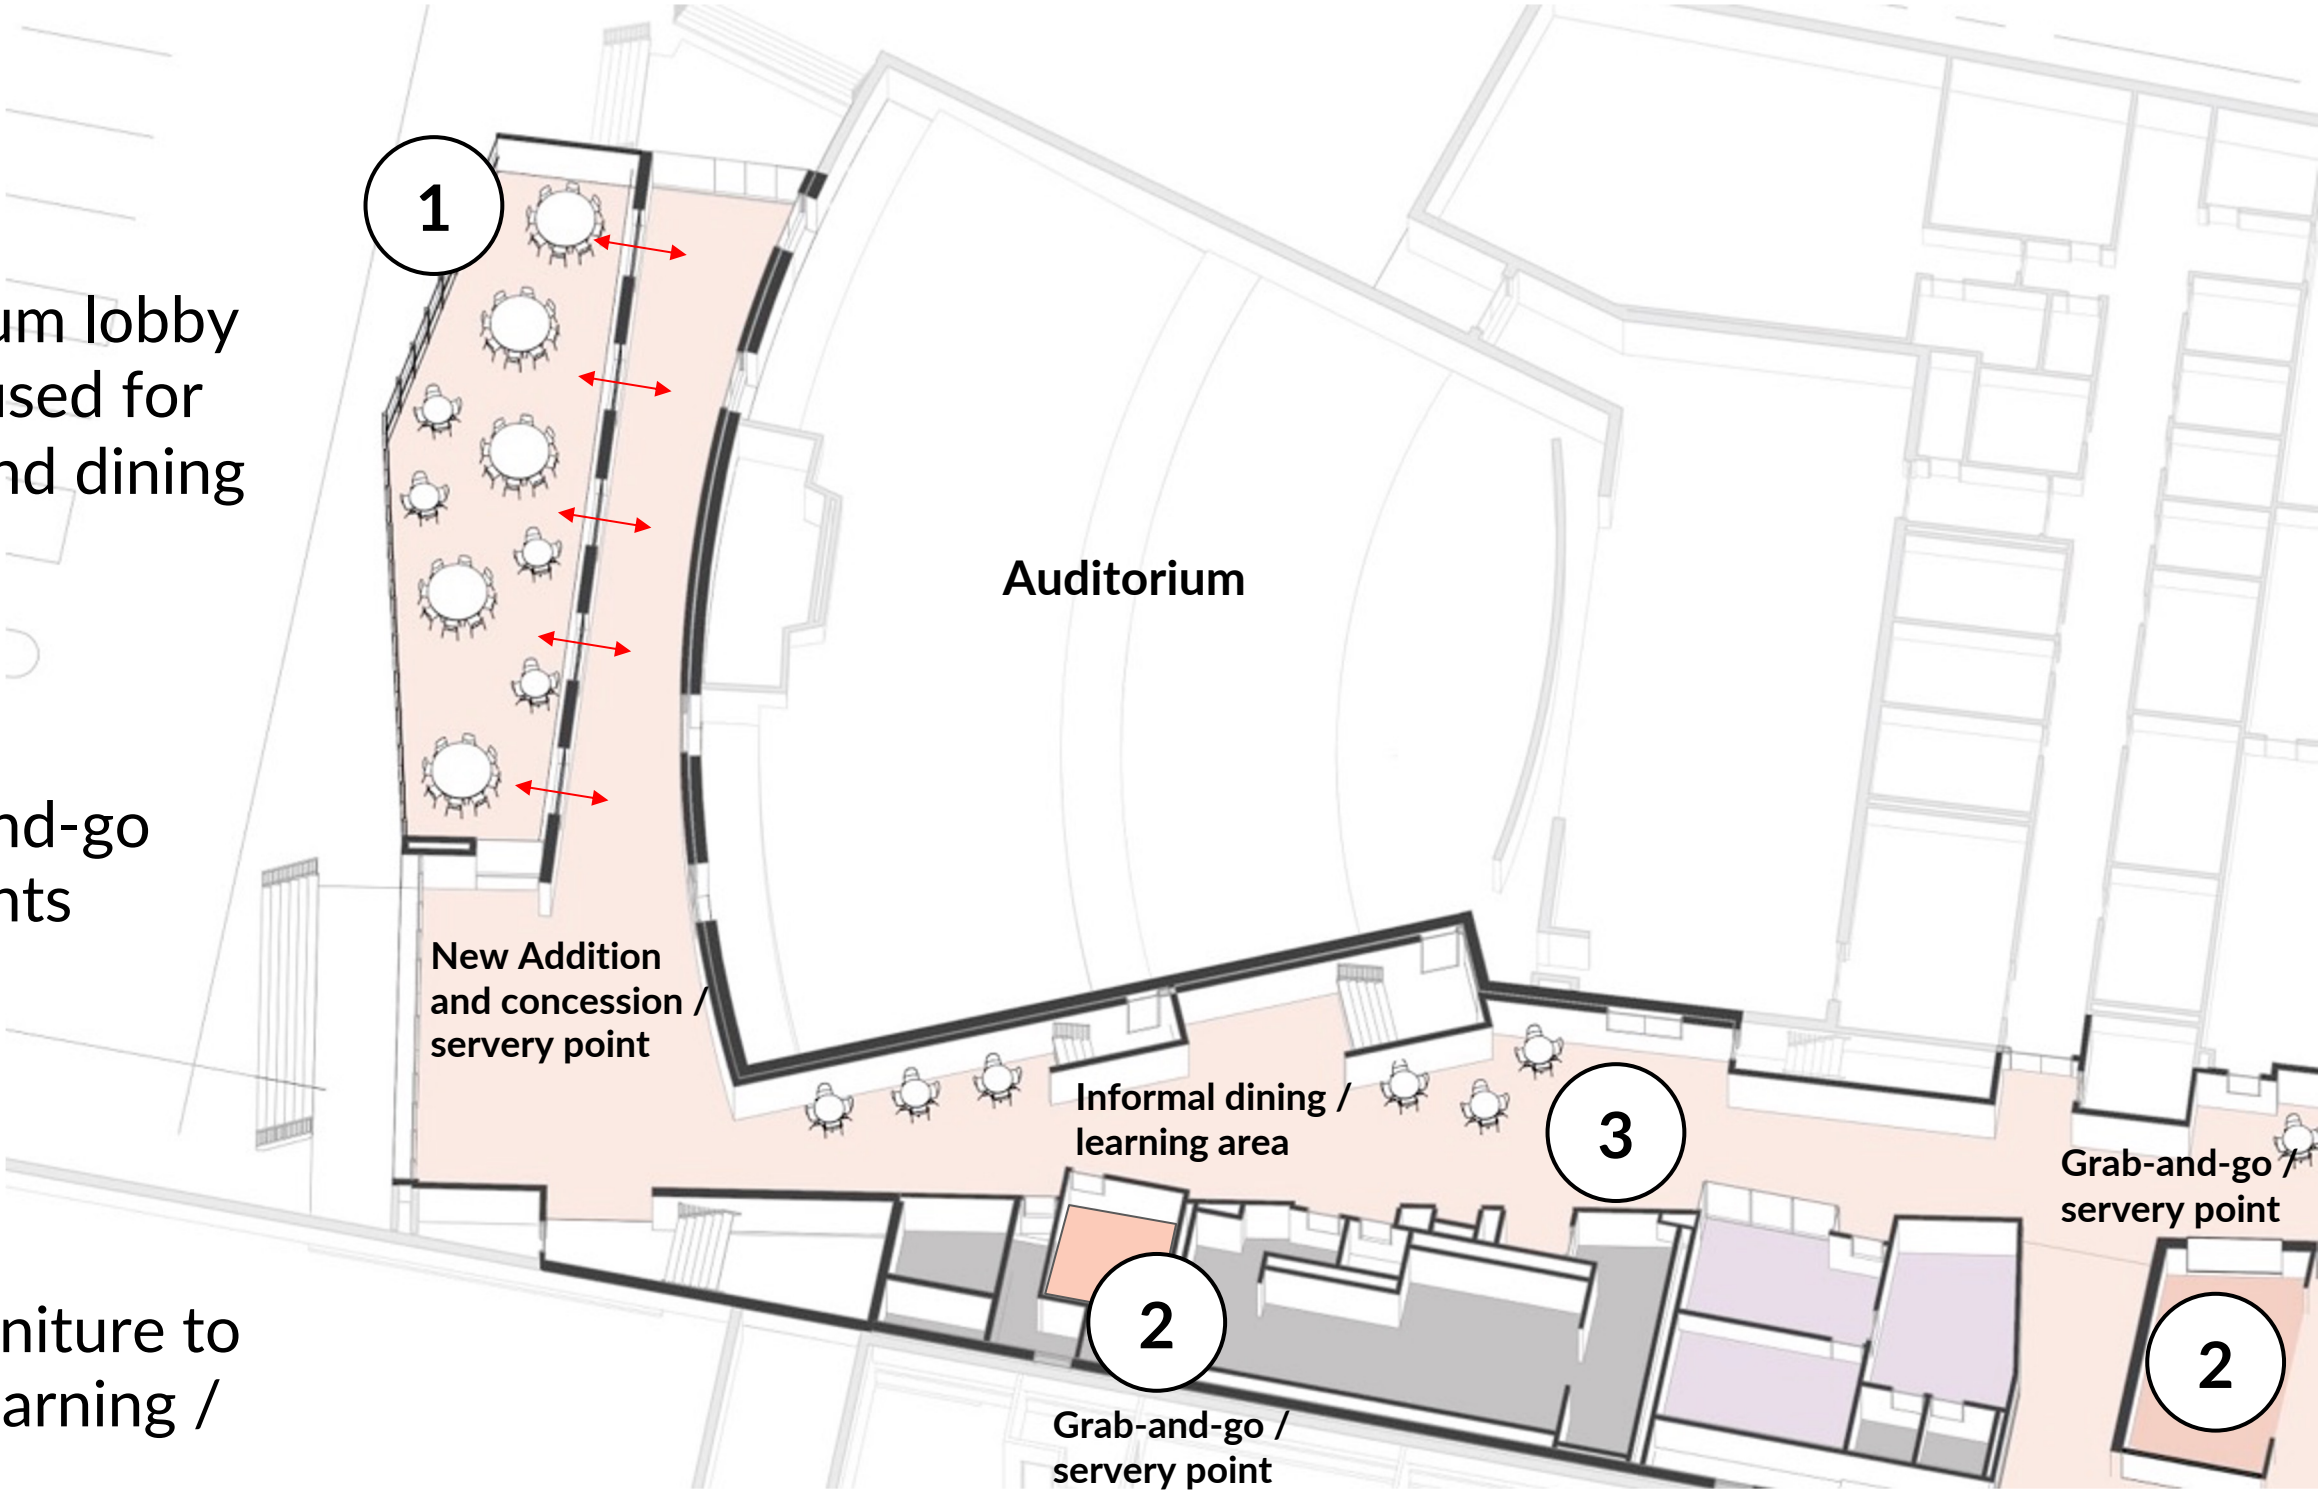 1
um lobby
used for
nd dining
Auditorium
nd-go
nts
New Addition
and concession /
servery point
Informal dining /
learning area
3
Grab-and-go /
servery point
2
2
niture to
arning /
Grab-and-go /
servery point